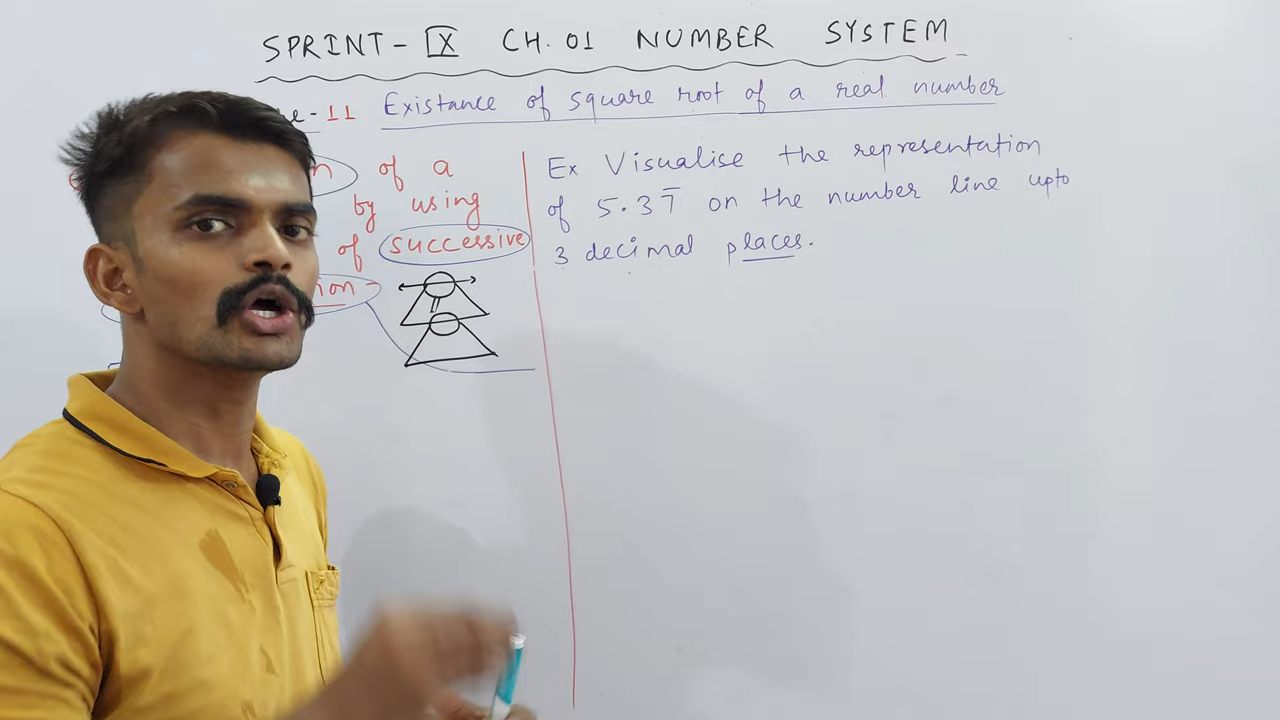 SPRINT- IX CH. 01 NUMBER SYSTEM
11 Existance of square root of a real number
of a
by using
of successive
Ex Visualise the representation
of 5.37̅ on the number line upto
3 decimal places.